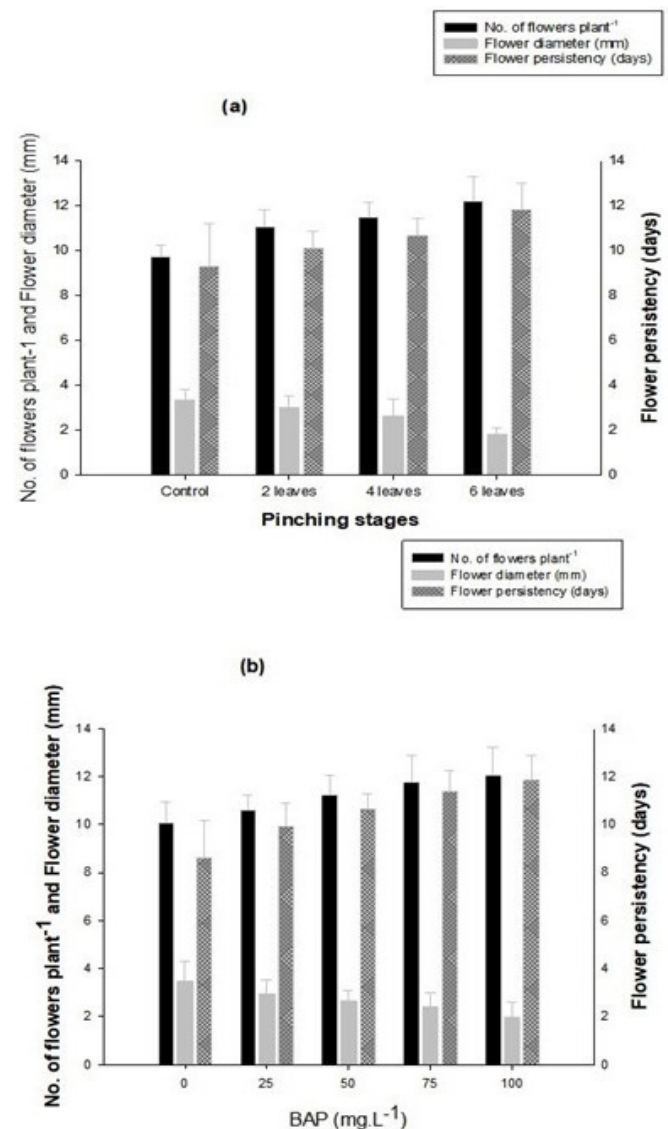 No. of flowers plant⁻¹
Flower diameter (mm)
Flower persistency (days)
(a)
No. of flowers plant-1 and Flower diameter (mm)
14
12
10
8
6
4
2
0
14
12
10
8
6
4
2
0
Flower persistency (days)
Control 2 leaves 4 leaves 6 leaves
Pinching stages
No. of flowers plant⁻¹
Flower diameter (mm)
Flower persistency (days)
(b)
No. of flowers plant⁻¹ and Flower diameter (mm)
14
12
10
8
6
4
2
0
14
12
10
8
6
4
2
0
Flower persistency (days)
0 25 50 75 100
BAP (mg.L⁻¹)